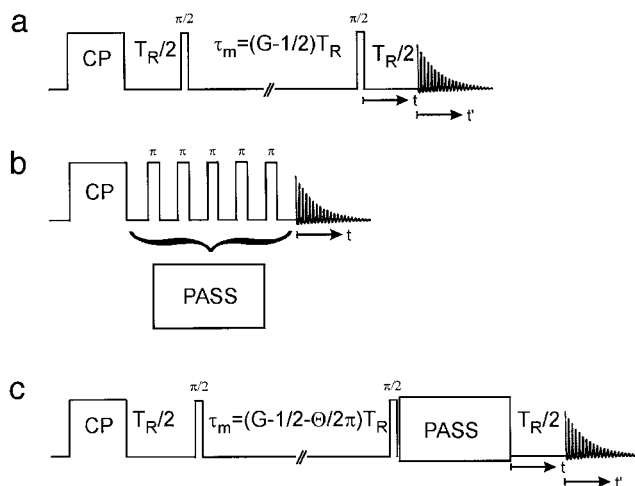 a
π/2 π/2
CP T_R/2 τ_m=(G-1/2)T_R T_R/2
t
t'
b
π π π π π
CP
t
PASS
c
π/2 π/2
CP T_R/2 τ_m=(G-1/2-Θ/2π)T_R PASS T_R/2
t
t'